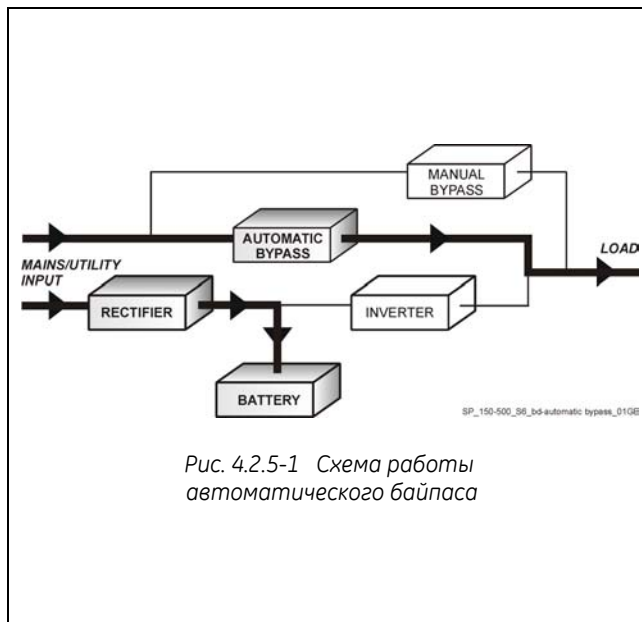 MANUAL
BYPASS
AUTOMATIC
BYPASS
LOAD
MAINS/UTILITY
INPUT
RECTIFIER
INVERTER
BATTERY
SP_150-500_S6_bd-automatic bypass_01GB
Рис. 4.2.5-1 Схема работы
автоматического байпаса